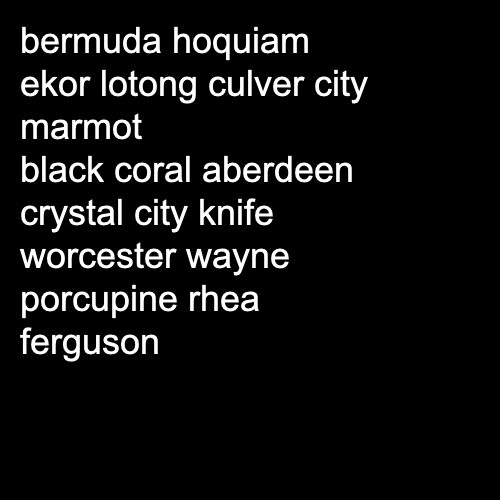 bermuda hoquiam
ekor lotong culver city
marmot
black coral aberdeen
crystal city knife
worcester wayne
porcupine rhea
ferguson